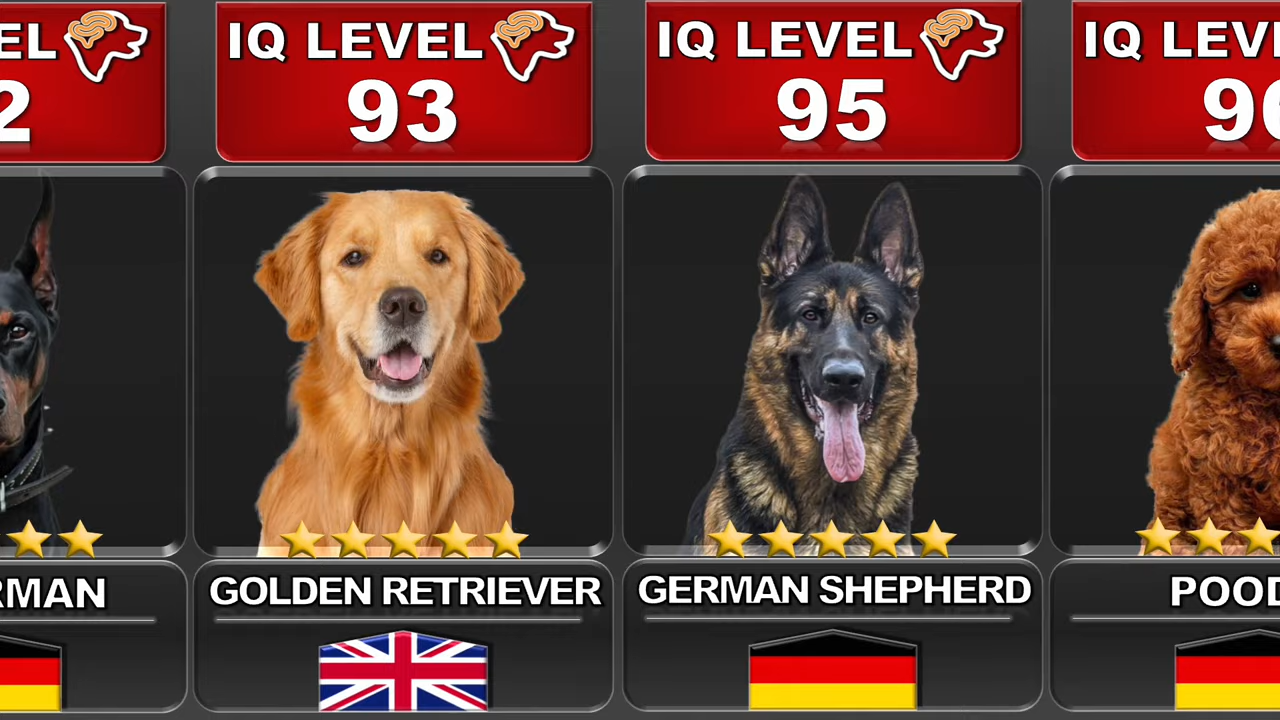 IQ LEVEL
93
GOLDEN RETRIEVER
IQ LEVEL
95
GERMAN SHEPHERD